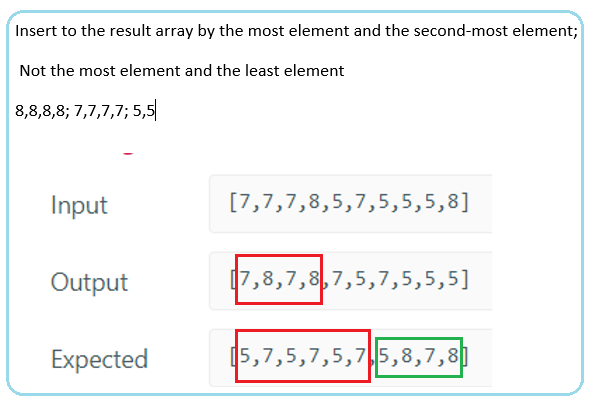 Insert to the result array by the most element and the second-most element;
Not the most element and the least element
8,8,8,8; 7,7,7,7; 5,5
Input [7,7,7,8,5,7,5,5,5,8]
Output [7,8,7,8,7,5,7,5,5,5]
Expected [5,7,5,7,5,7,5,8,7,8]